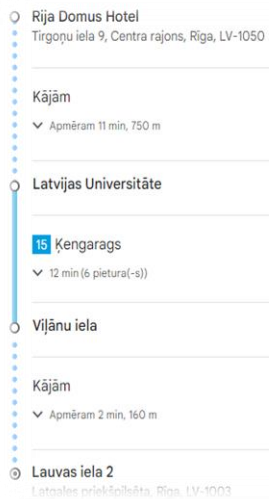 Rija Domus Hotel
Tirgoņu iela 9, Centra rajons, Rīga, LV-1050
Kājām
Apmēram 11 min, 750 m
Latvijas Universitāte
15 Ķengarags
12 min (6 pietura(-s))
Viļānu iela
Kājām
Apmēram 2 min, 160 m
Lauvas iela 2
Latgales priekšpilsēta, Rīga, LV-1003